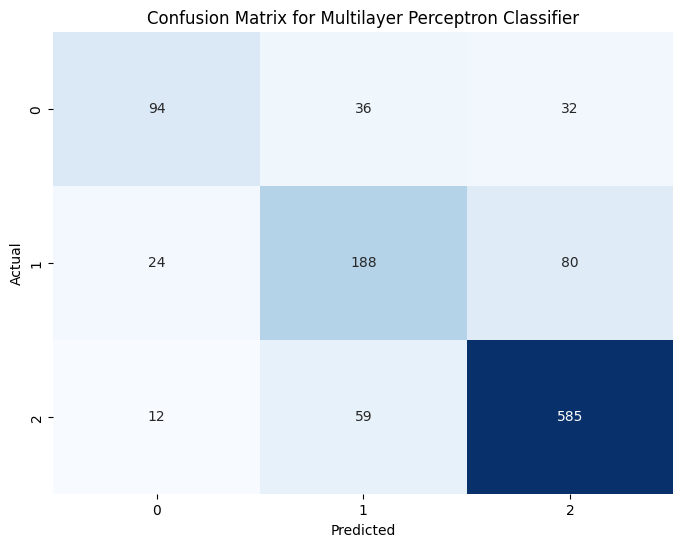 Confusion Matrix for Multilayer Perceptron Classifier
0 94 36 32
Actual
1 24 188 80
2 12 59 585
0 1 2
Predicted